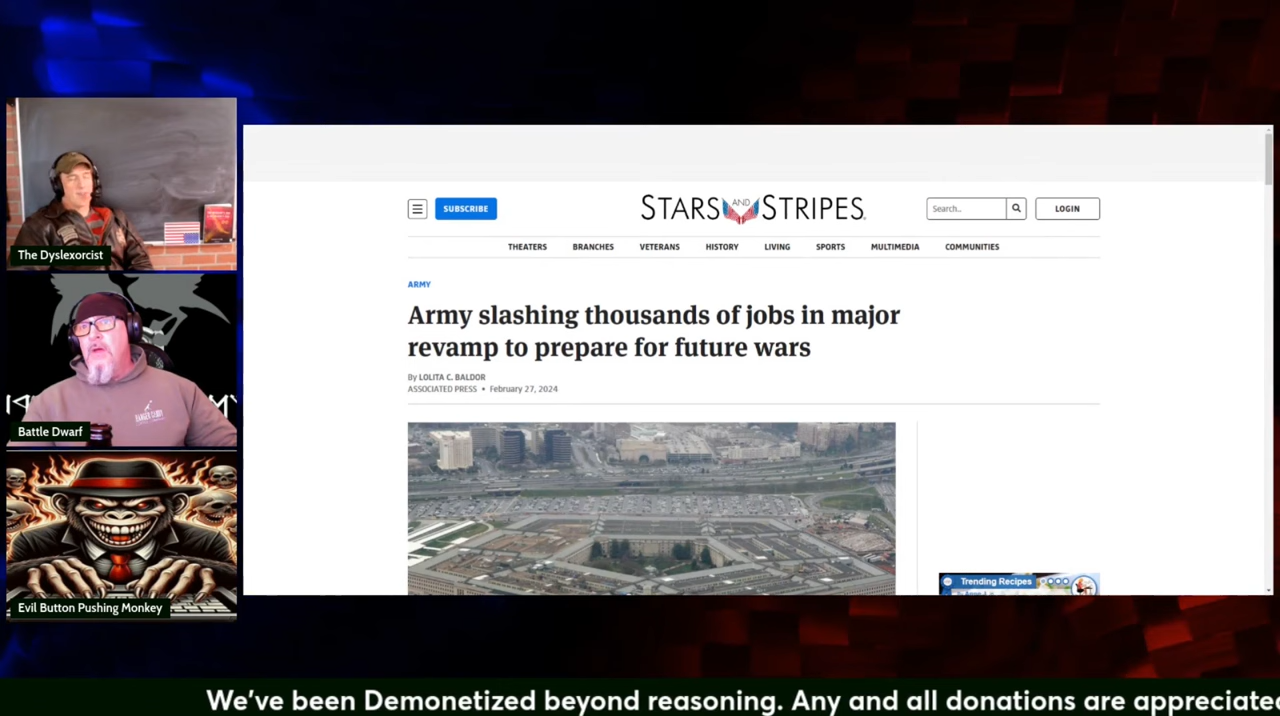 The Dyslexorcist
Battle Dwarf
Evil Button Pushing Monkey
SUBSCRIBE
STARS AND STRIPES.
Search..
LOGIN
THEATERS BRANCHES VETERANS HISTORY LIVING SPORTS MULTIMEDIA COMMUNITIES
ARMY
Army slashing thousands of jobs in major
revamp to prepare for future wars
By LOLITA C. BALDOR
ASSOCIATED PRESS • February 27, 2024
Trending Recipes
We've been Demonetized beyond reasoning. Any and all donations are appreciated